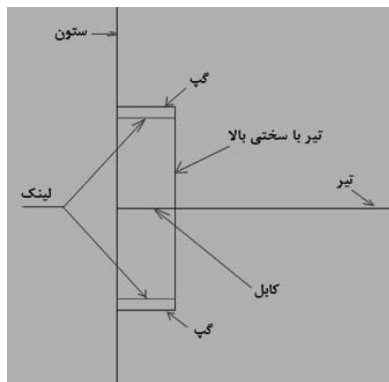 ستون
گپ
تیر با سختی بالا
تیر
لینک
کابل
گپ